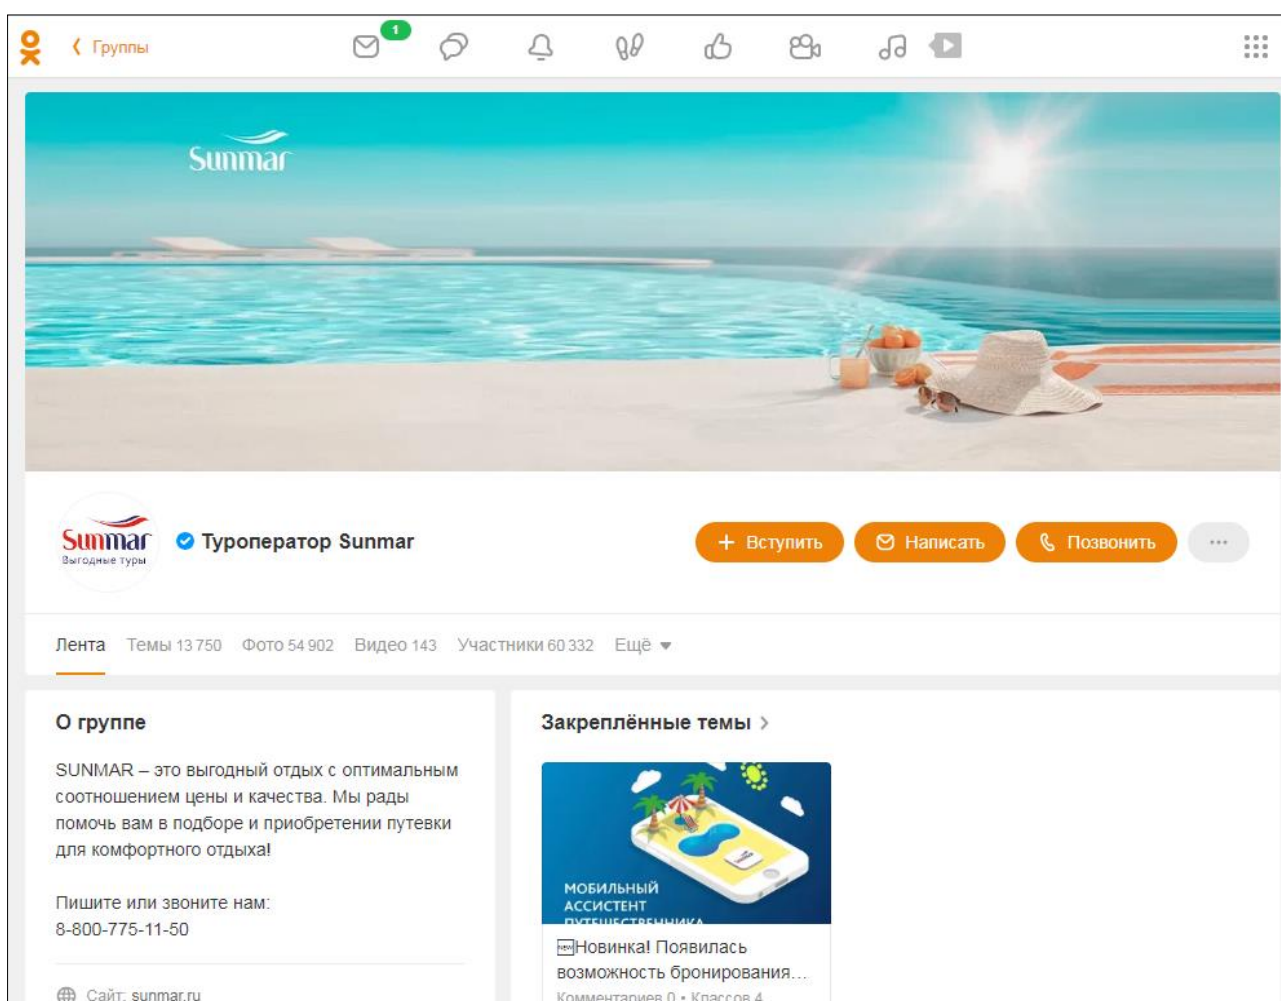 Группы
1
Sunmar
Sunmar
Выгодные туры
Туроператор Sunmar
+ Вступить
Написать
Позвонить
...
Лента Темы 13 750 Фото 54 902 Видео 143 Участники 60 332 Ещё
О группе
SUNMAR – это выгодный отдых с оптимальным
соотношением цены и качества. Мы рады
помочь вам в подборе и приобретении путевки
для комфортного отдыха!
Пишите или звоните нам:
8-800-775-11-50
Сайт: sunmar.ru
Закреплённые темы
МОБИЛЬНЫЙ
АССИСТЕНТ
ПУТЕШЕСТВЕННИКА
Новинка! Появилась
возможность бронирования...
Комментариев 0 • Классов 4